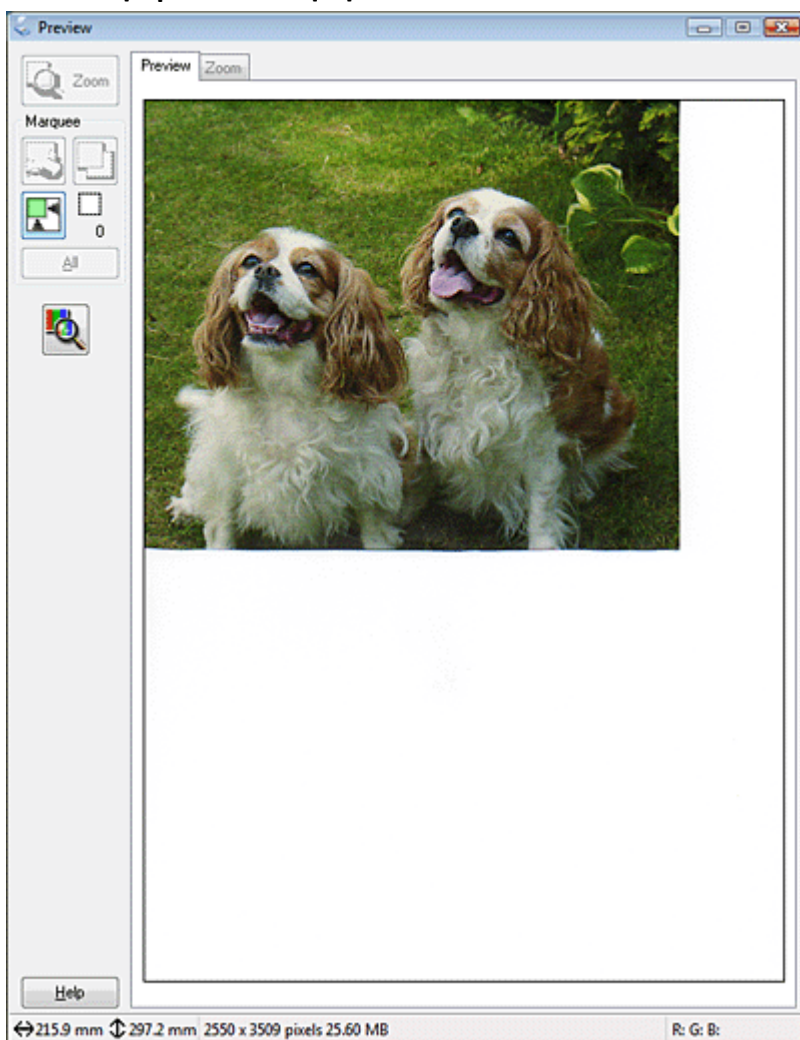 Preview
Zoom
Preview Zoom
Marquee
0
All
Help
215.9 mm 297.2 mm 2550 x 3509 pixels 25.60 MB R: G: B: